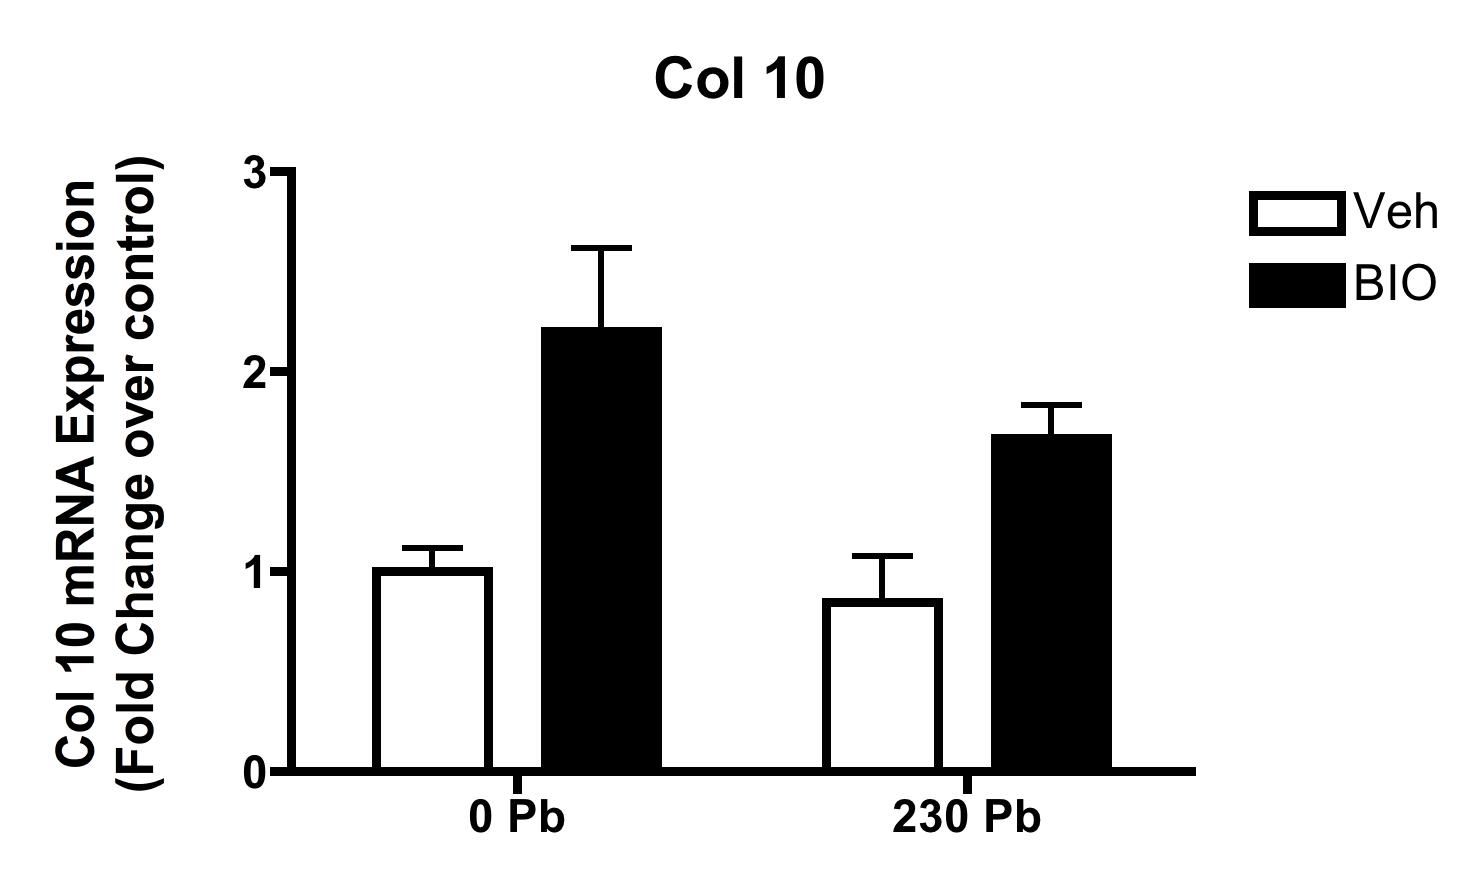 Col 10
Col 10 mRNA Expression
(Fold Change over control)
3
2
1
0
0 Pb
230 Pb
Veh
BIO